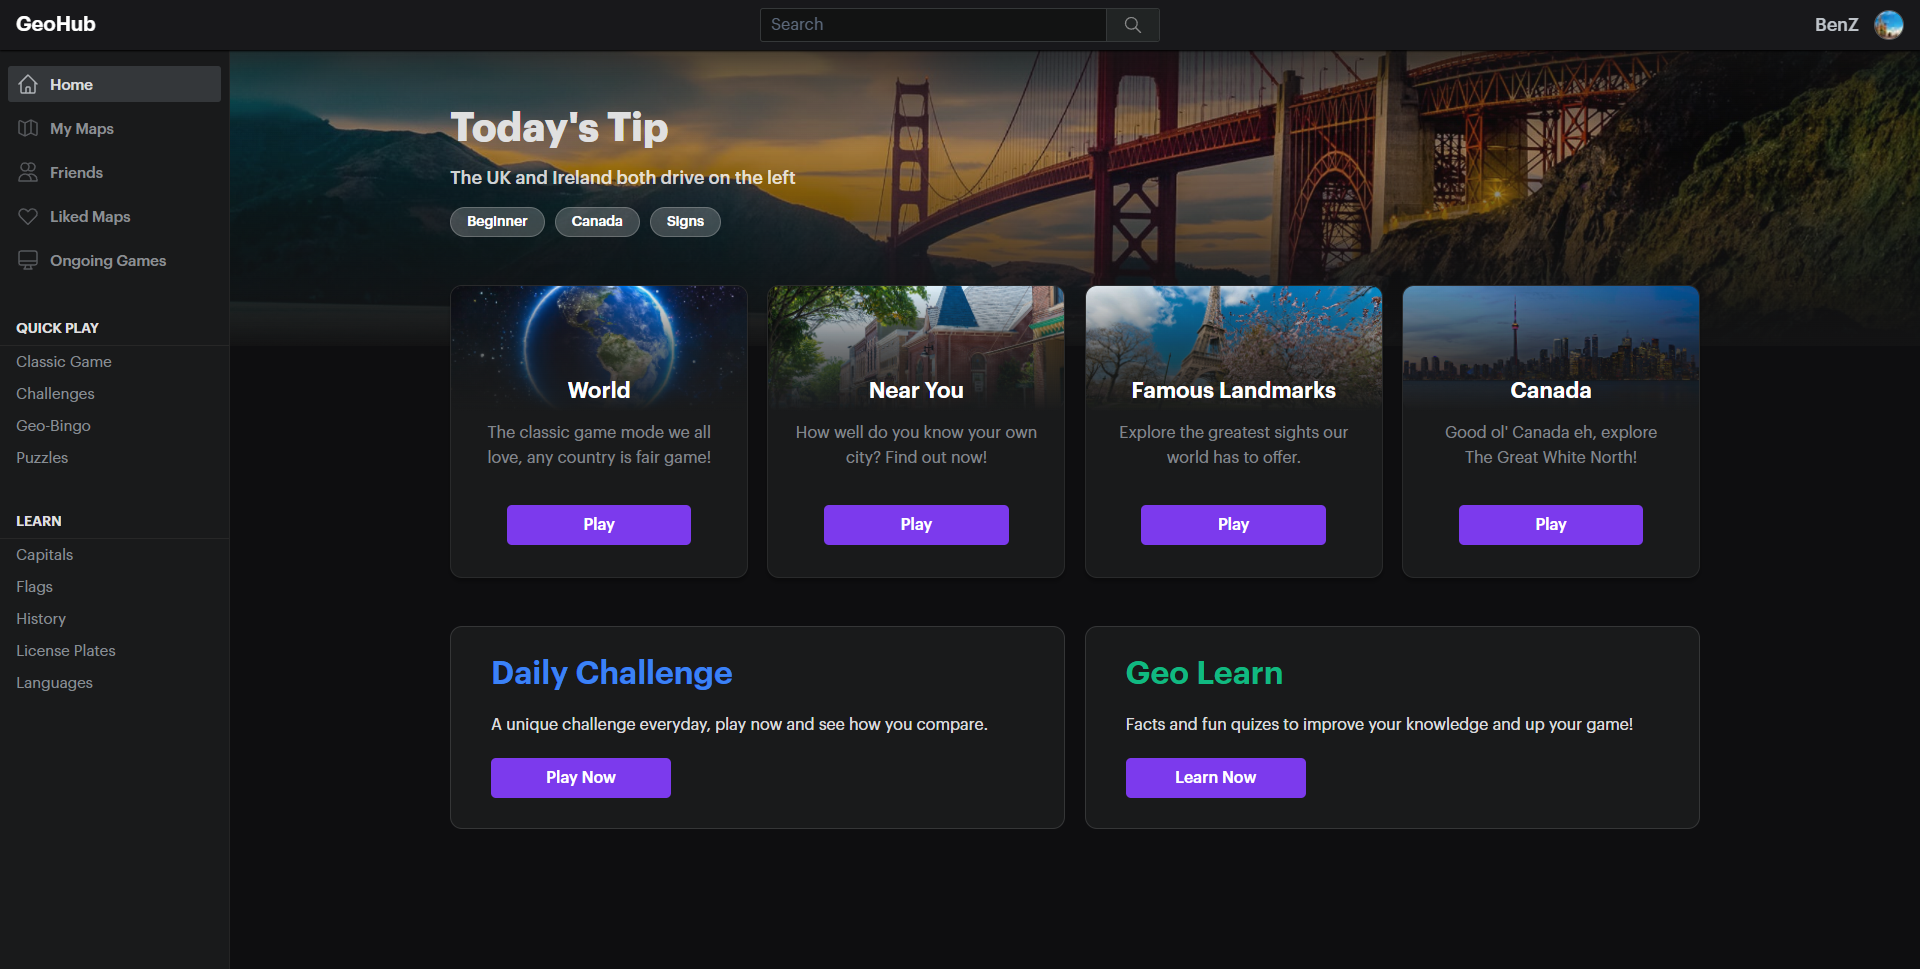 GeoHub
Search
BenZ
Home
My Maps
Friends
Liked Maps
Ongoing Games
QUICK PLAY
Classic Game
Challenges
Geo-Bingo
Puzzles
LEARN
Capitals
Flags
History
License Plates
Languages
Today's Tip
The UK and Ireland both drive on the left
Beginner
Canada
Signs
World
The classic game mode we all
love, any country is fair game!
Play
Near You
How well do you know your own
city? Find out now!
Play
Famous Landmarks
Explore the greatest sights our
world has to offer.
Play
Canada
Good ol' Canada eh, explore
The Great White North!
Play
Daily Challenge
A unique challenge everyday, play now and see how you compare.
Play Now
Geo Learn
Facts and fun quizes to improve your knowledge and up your game!
Learn Now